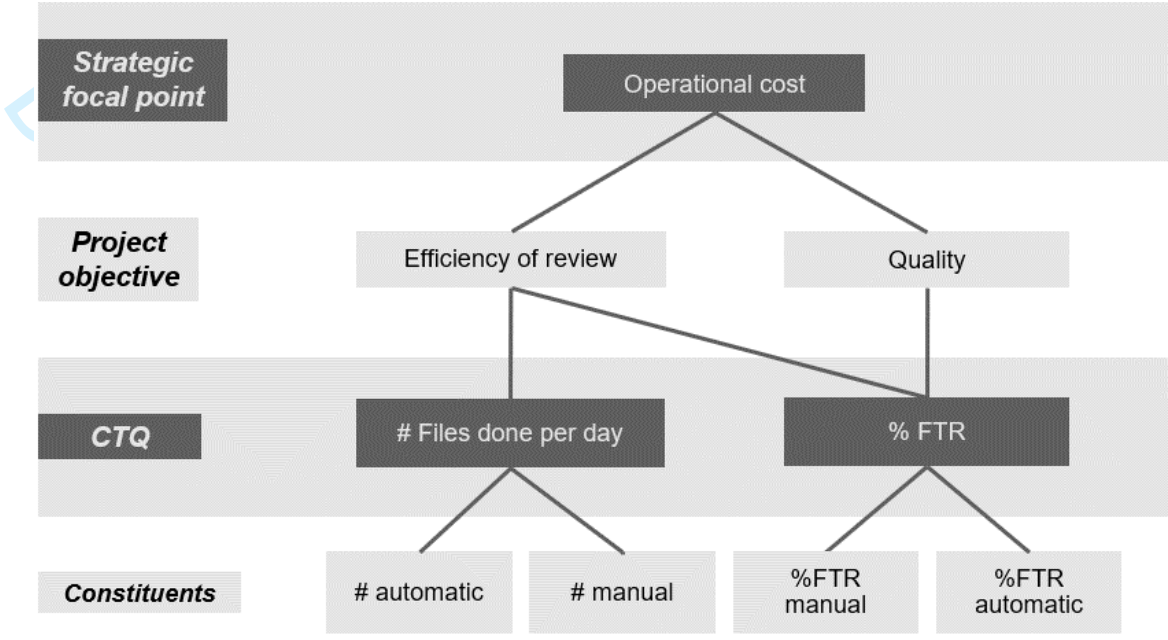 Strategic
focal point
Operational cost
Project
objective
Efficiency of review
Quality
CTQ
# Files done per day
% FTR
Constituents
# automatic
# manual
%FTR
manual
%FTR
automatic